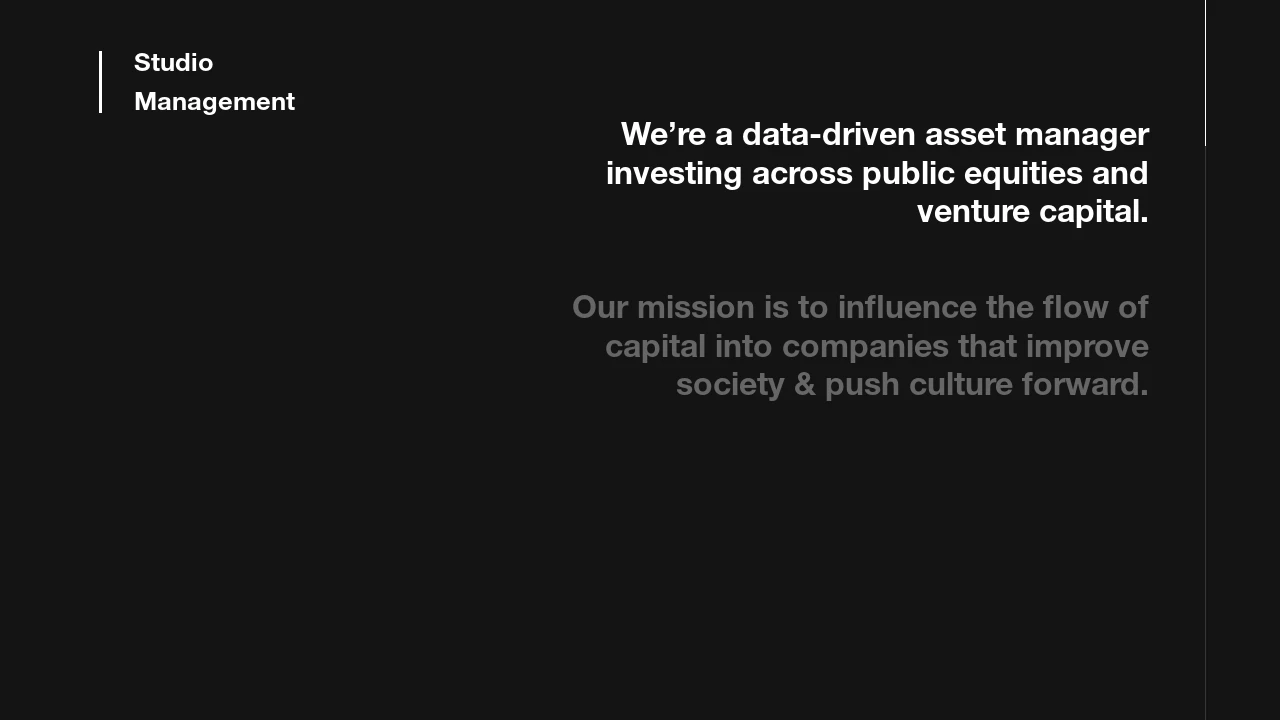 Studio
Management
We’re a data-driven asset manager
investing across public equities and
venture capital.
Our mission is to influence the flow of
capital into companies that improve
society & push culture forward.